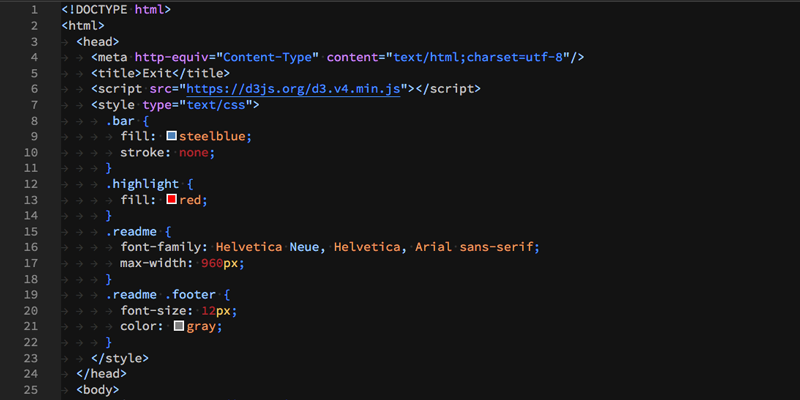 1 <!DOCTYPE html>
2 <html>
3 <head>
4 <meta http-equiv="Content-Type" content="text/html;charset=utf-8"/>
5 <title>Exit</title>
6 <script src="https://d3js.org/d3.v4.min.js"></script>
7 <style type="text/css">
8 .bar {
9 fill: steelblue;
10 stroke: none;
11 }
12 .highlight {
13 fill: red;
14 }
15 .readme {
16 font-family: Helvetica Neue, Helvetica, Arial sans-serif;
17 max-width: 960px;
18 }
19 .readme .footer {
20 font-size: 12px;
21 color: gray;
22 }
23 </style>
24 </head>
25 <body>